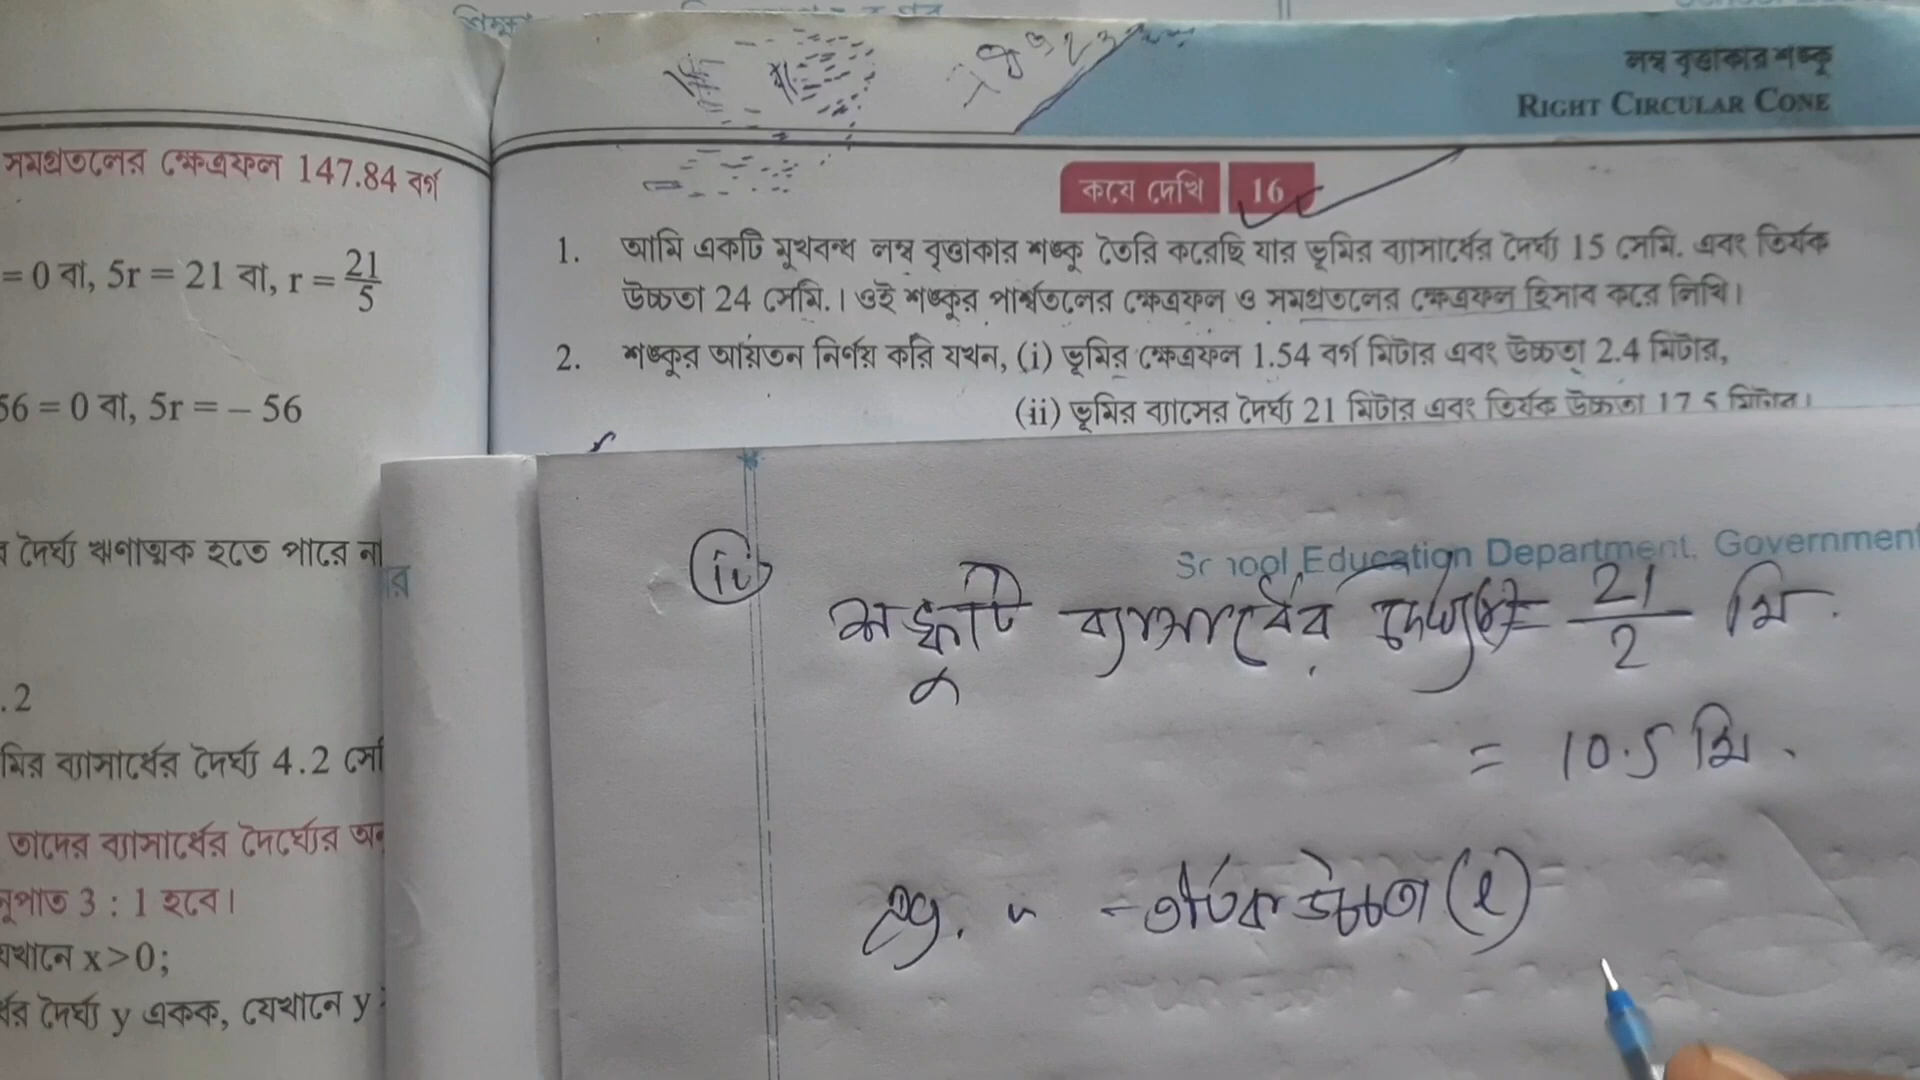 লম্ব বৃত্তাকার শঙ্কু
RIGHT CIRCULAR CONE
সমগ্রতলের ক্ষেত্রফল 147.84 বর্গ
= 0 বা, 5r = 21 বা, r = 21/5
56 = 0 বা, 5r = – 56
দৈর্ঘ্য ঋণাত্মক হতে পারে না
.2
মির ব্যাসার্ধের দৈর্ঘ্য 4.2 সে
তাদের ব্যাসার্ধের দৈর্ঘ্যের
নুপাত 3 : 1 হবে।
যখানে x>0;
র্ধের দৈর্ঘ্য y একক, যেখানে y
কষে দেখি 16
1. আমি একটি মুখবন্ধ লম্ব বৃত্তাকার শঙ্কু তৈরি করেছি যার ভূমির ব্যাসার্ধের দৈর্ঘ্য 15 সেমি. এবং তির্যক
উচ্চতা 24 সেমি.। ওই শঙ্কুর পার্শ্বতলের ক্ষেত্রফল ও সমগ্রতলের ক্ষেত্রফল হিসাব করে লিখি।
2. শঙ্কুর আয়তন নির্ণয় করি যখন, (i) ভূমির ক্ষেত্রফল 1.54 বর্গ মিটার এবং উচ্চতা 2.4 মিটার,
(ii) ভূমির ব্যাসের দৈর্ঘ্য 21 মিটার এবং তির্যক উচ্চতা 17.5 মিটার।
School Education Department. Government
(ii) শঙ্কুটি ব্যাসার্ধের দৈর্ঘ্য(r)= 21/2 মি.
= 10.5 মি.
" তীর্যক উচ্চতা (l) =